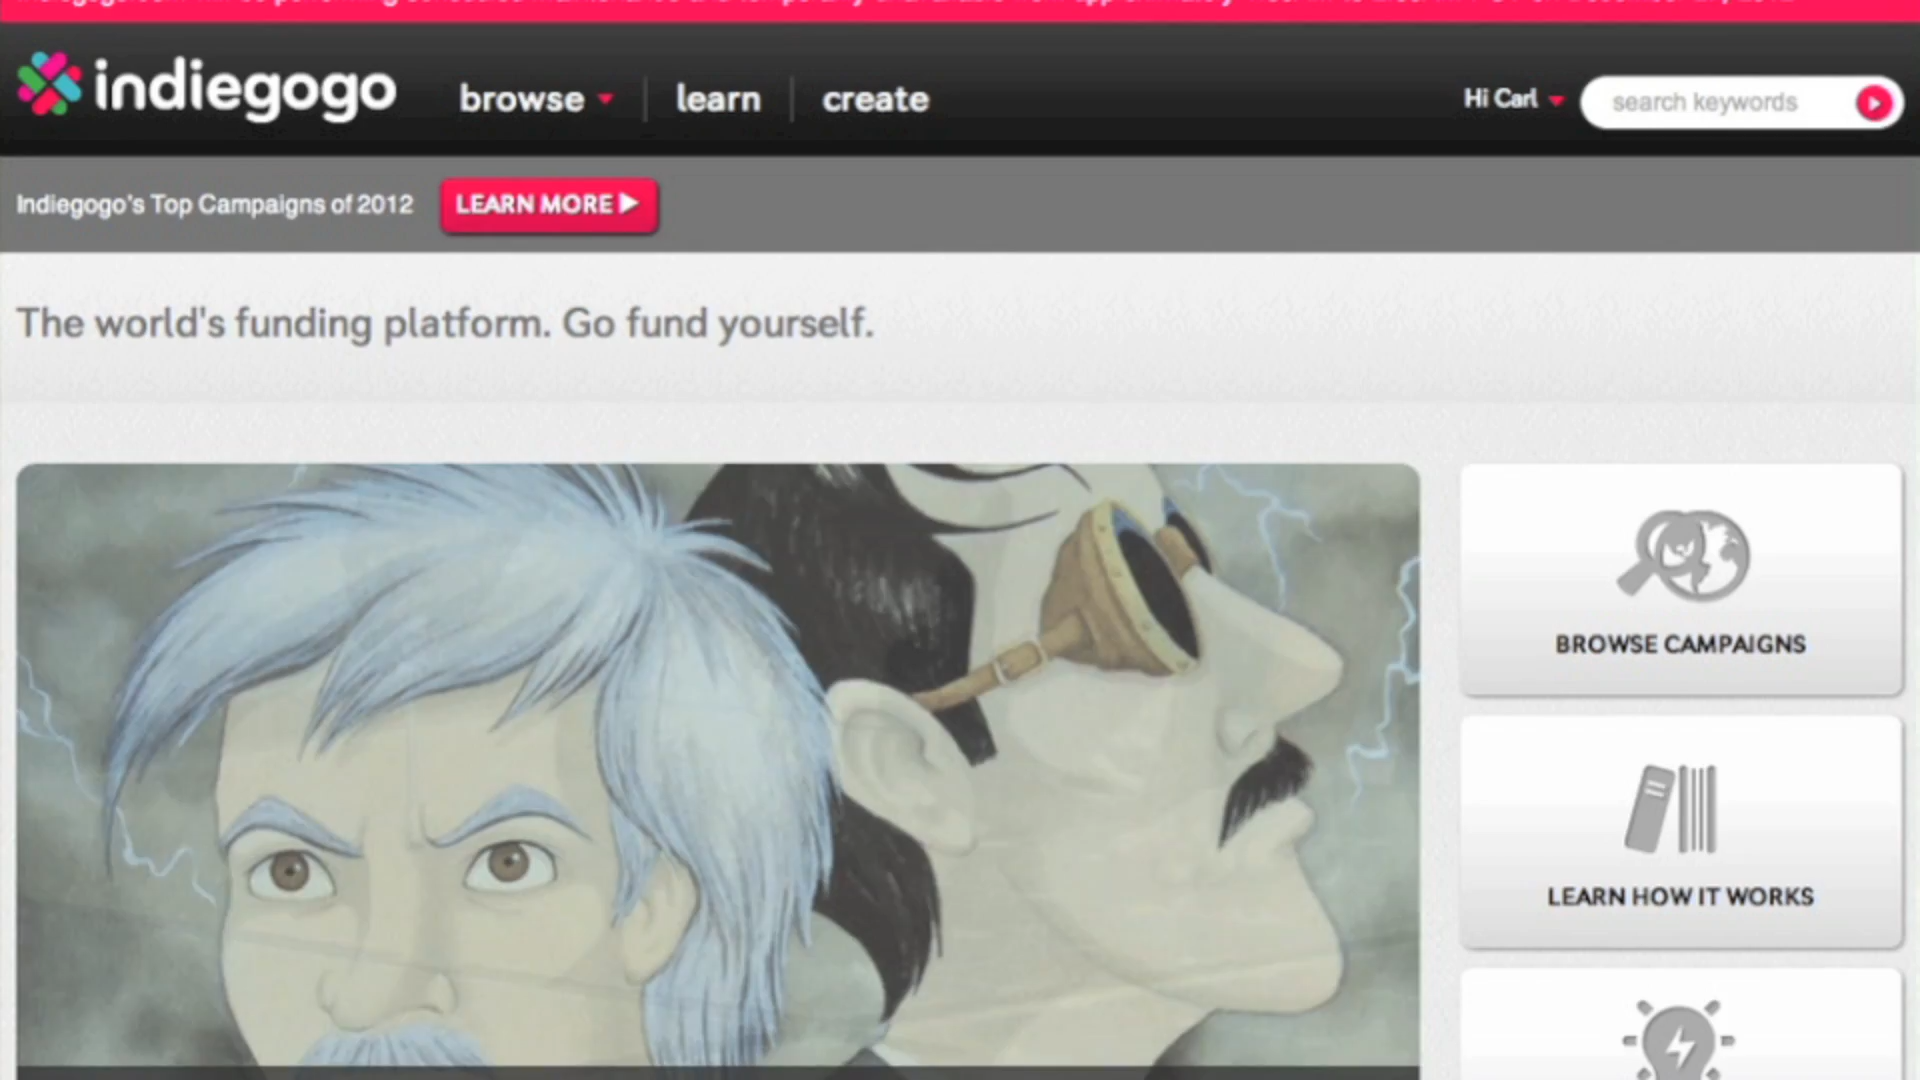 indiegogo
browse
learn
create
Hi Carl
search keywords
Indiegogo's Top Campaigns of 2012
LEARN MORE
The world's funding platform. Go fund yourself.
BROWSE CAMPAIGNS
LEARN HOW IT WORKS